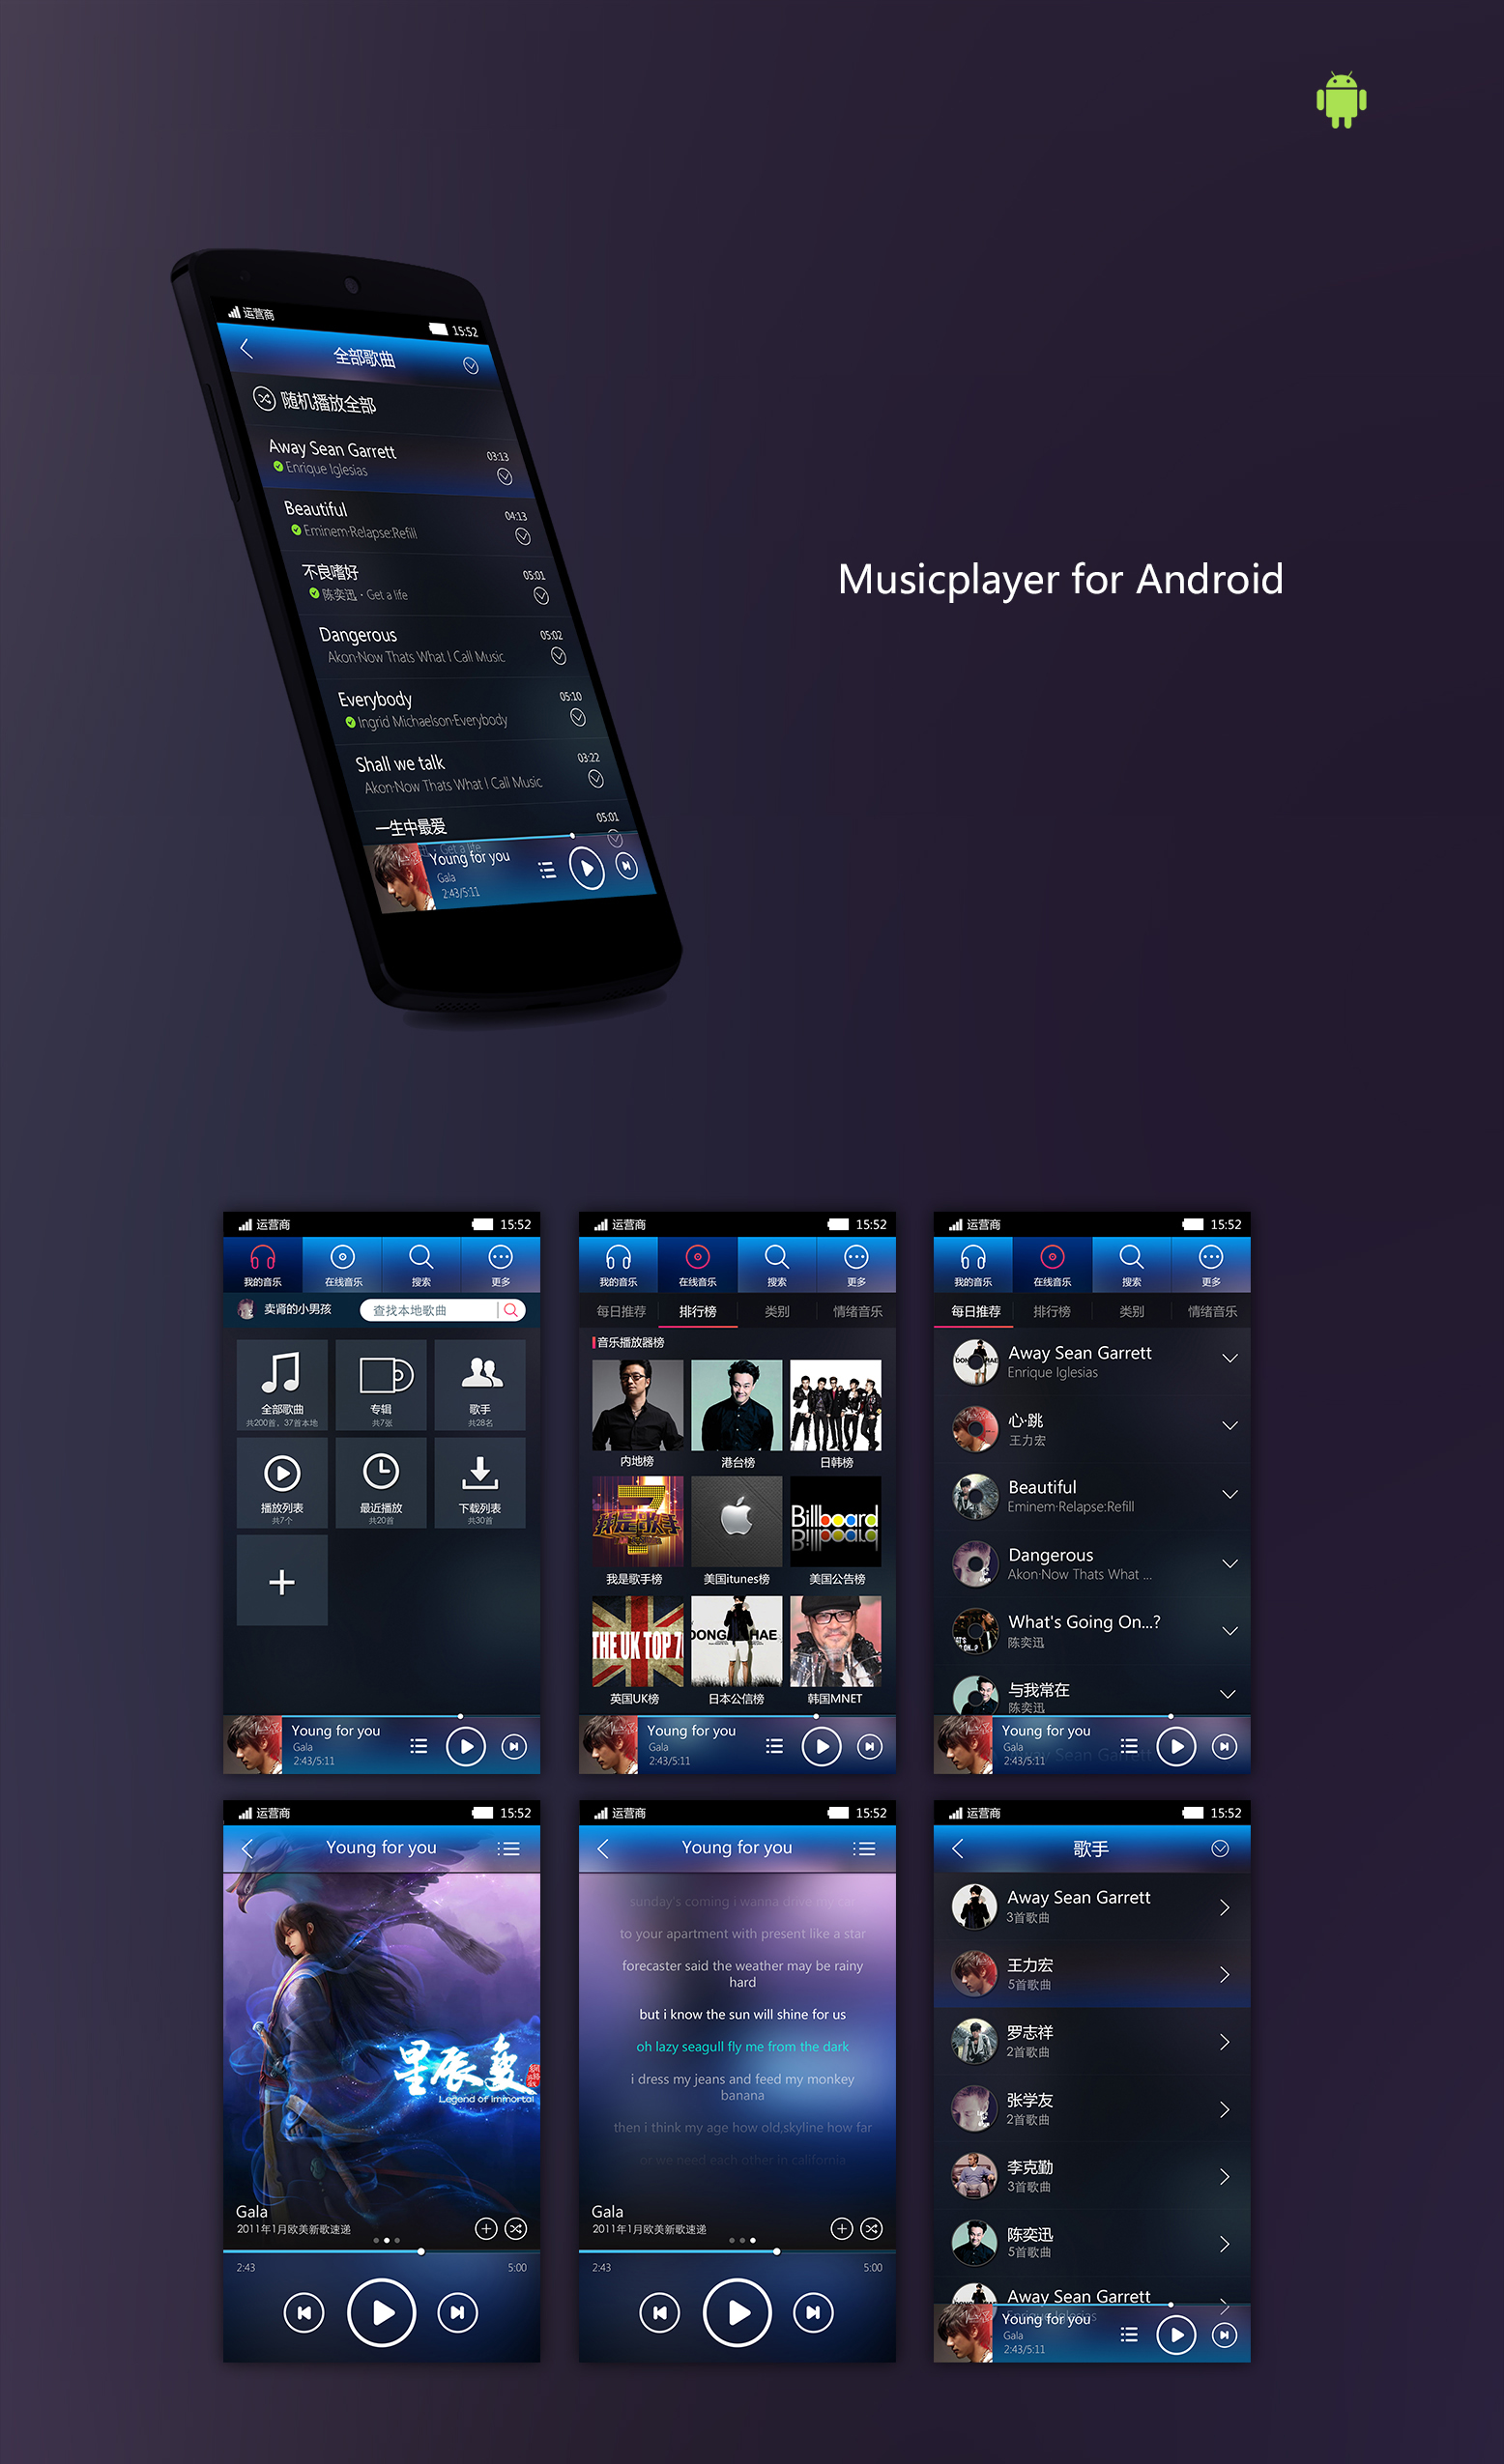 运营商 15:52
全部歌曲
随机播放全部
Away Sean Garrett 03:13
Enrique Iglesias
Beautiful 04:13
Eminem·Relapse:Refill
不良嗜好 05:01
陈奕迅 · Get a life
Dangerous 05:02
Akon·Now Thats What I Call Music
Everybody 05:10
Ingrid Michaelson·Everybody
Shall we talk 03:22
Akon·Now Thats What I Call Music
一生中最爱 05:01
Get a life
Young for you
Gala
2:43/5:11
Musicplayer for Android
运营商 15:52
我的音乐 在线音乐 搜索 更多
卖肾的小男孩 查找本地歌曲
全部歌曲 专辑 歌手
共200首，37首本地 共7张 共28名
播放列表 最近播放 下载列表
共7个 共20首 共30首
Young for you
Gala
2:43/5:11
运营商 15:52
我的音乐 在线音乐 搜索 更多
每日推荐 排行榜 类别 情绪音乐
音乐播放器榜
内地榜 港台榜 日韩榜
我是歌手
Billboard
我是歌手榜 美国itunes榜 美国公告榜
THE UK TOP 7 DONG HAE
英国UK榜 日本公信榜 韩国MNET
Young for you
Gala
2:43/5:11
运营商 15:52
我的音乐 在线音乐 搜索 更多
每日推荐 排行榜 类别 情绪音乐
Away Sean Garrett
Enrique Iglesias
心·跳
王力宏
Beautiful
Eminem·Relapse:Refill
Dangerous
Akon·Now Thats What ...
What's Going On...?
陈奕迅
与我常在
陈奕迅
Young for you
Gala
Away Sean Garrett
2:43/5:11
运营商 15:52
Young for you
星辰变
Legend of immortal
Gala
2011年1月欧美新歌速递
2:43 5:00
运营商 15:52
Young for you
sunday's coming i wanna drive my car
to your apartment with present like a star
forecaster said the weather may be rainy
hard
but i know the sun will shine for us
oh lazy seagull fly me from the dark
i dress my jeans and feed my monkey
banana
then i think my age how old,skyline how far
or we need each other in california
Gala
2011年1月欧美新歌速递
2:43 5:00
运营商 15:52
歌手
Away Sean Garrett
3首歌曲
王力宏
5首歌曲
罗志祥
2首歌曲
张学友
2首歌曲
李克勤
3首歌曲
陈奕迅
5首歌曲
Away Sean Garrett
Enrique Iglesias
Young for you
Gala
2:43/5:11